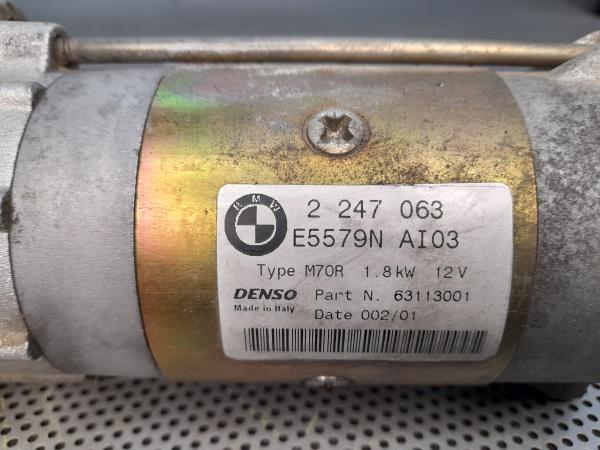 BMW
2 247 063
E5579N AI03
Type M70R 1.8kW 12V
DENSO Part N. 63113001
Made in Italy
Date 002/01